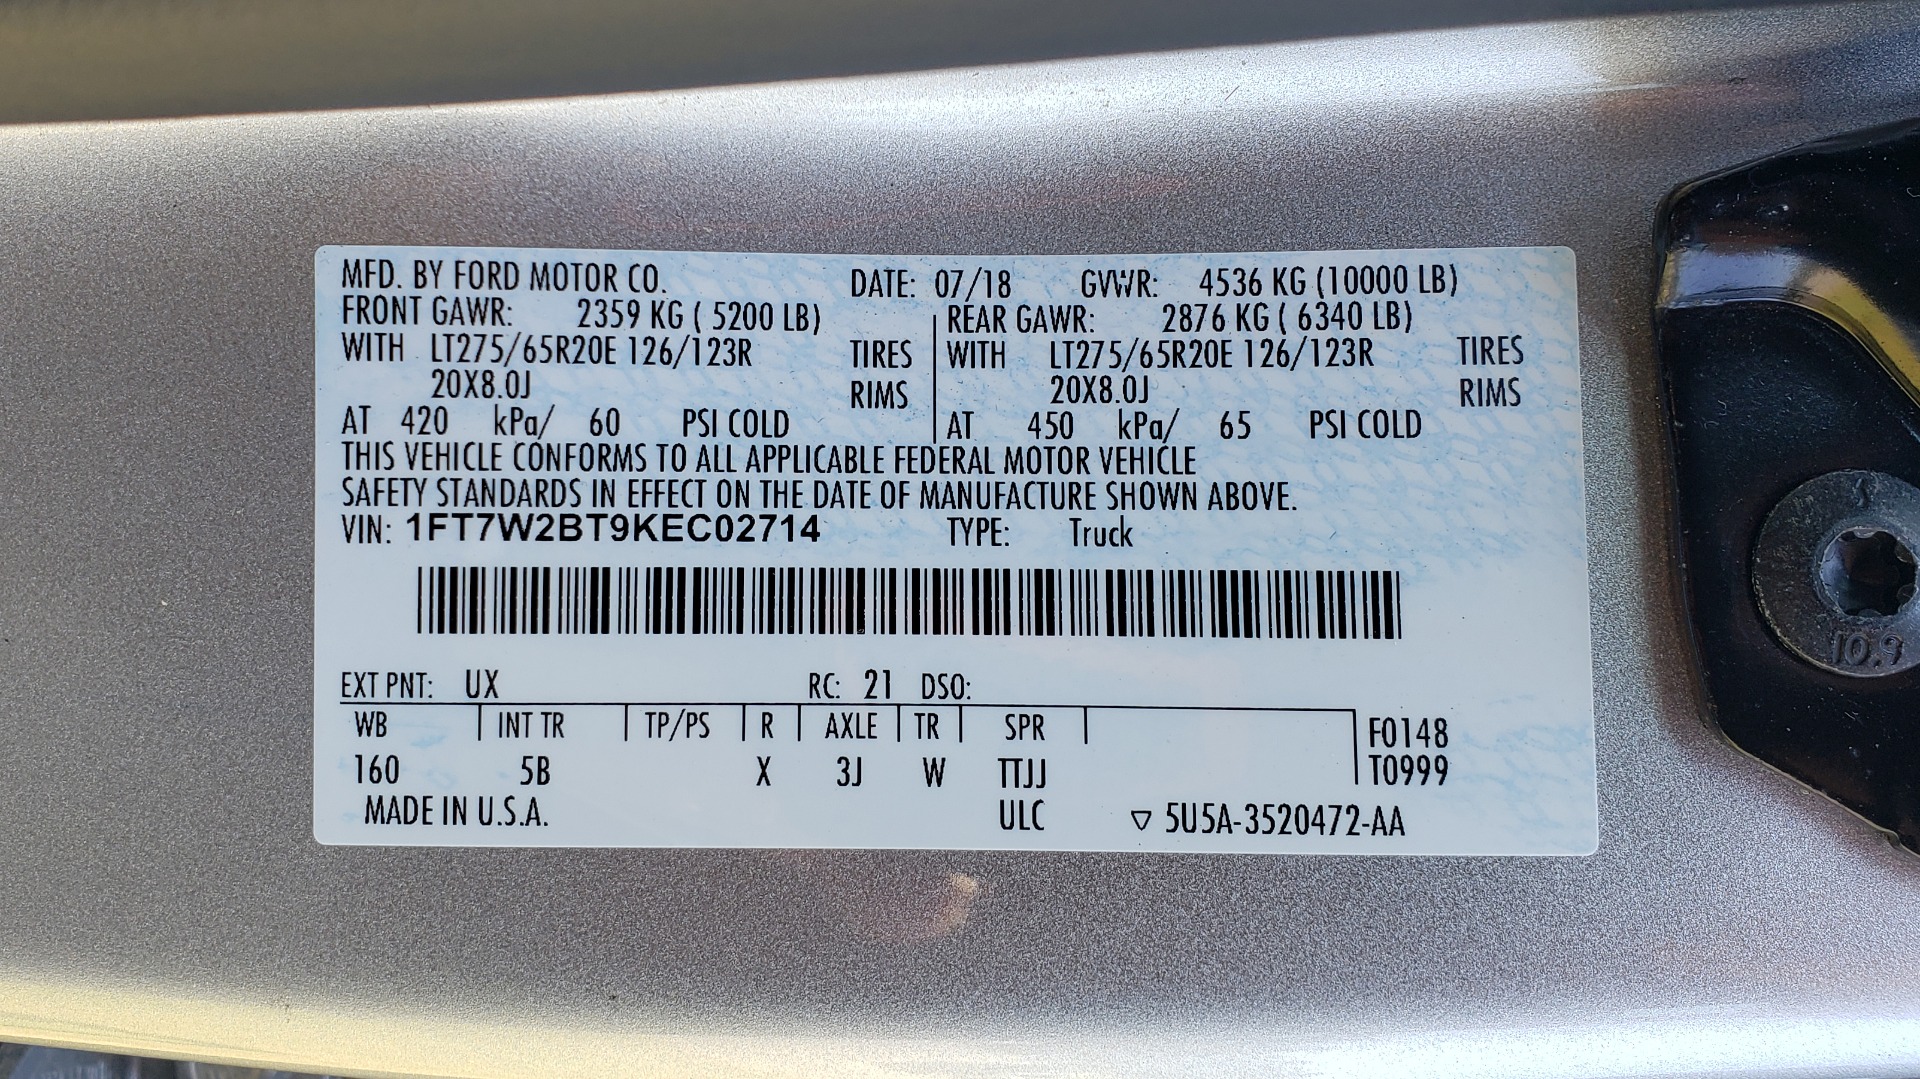 MFD. BY FORD MOTOR CO. DATE: 07/18 GVWR: 4536 KG (10000 LB)
FRONT GAWR: 2359 KG ( 5200 LB) REAR GAWR: 2876 KG ( 6340 LB)
WITH LT275/65R20E 126/123R TIRES WITH LT275/65R20E 126/123R TIRES
20X8.0J RIMS 20X8.0J RIMS
AT 420 kPa/ 60 PSI COLD AT 450 kPa/ 65 PSI COLD
THIS VEHICLE CONFORMS TO ALL APPLICABLE FEDERAL MOTOR VEHICLE
SAFETY STANDARDS IN EFFECT ON THE DATE OF MANUFACTURE SHOWN ABOVE.
VIN: 1FT7W2BT9KEC02714 TYPE: Truck
EXT PNT: UX RC: 21 DSO:
WB INT TR TP/PS R AXLE TR SPR F0148
160 5B X 3J W TTJJ T0999
MADE IN U.S.A. ULC ▽ 5U5A-3520472-AA
10.9